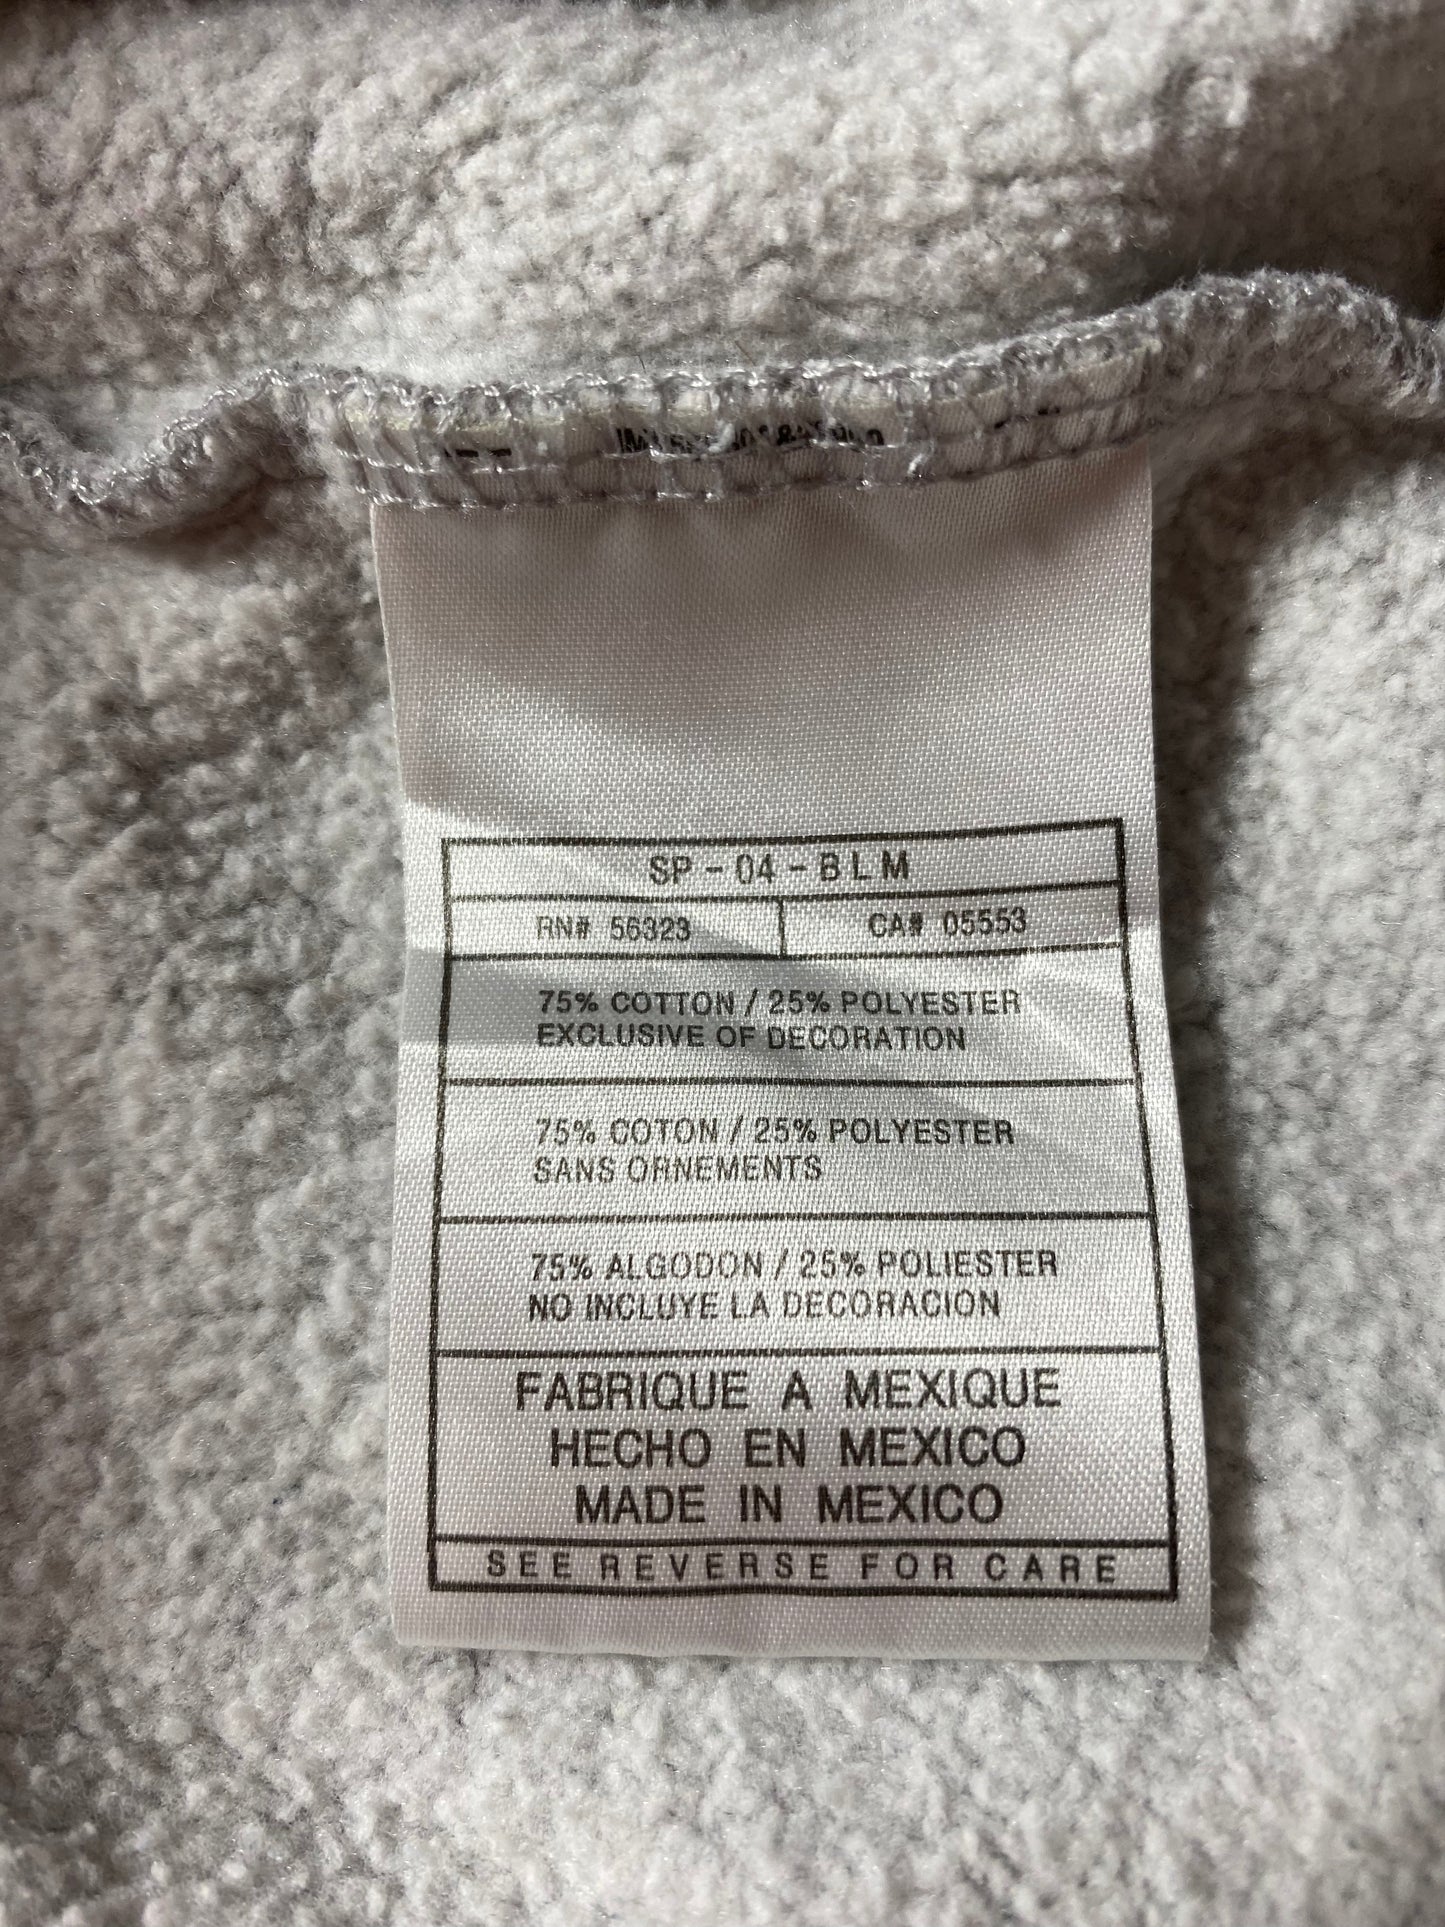 SP - 04 - BLM
RN# 56323 CA# 05553
75% COTTON / 25% POLYESTER
EXCLUSIVE OF DECORATION
75% COTON / 25% POLYESTER
SANS ORNEMENTS
75% ALGODON / 25% POLIESTER
NO INCLUYE LA DECORACION
FABRIQUE A MEXIQUE
HECHO EN MEXICO
MADE IN MEXICO
SEE REVERSE FOR CARE